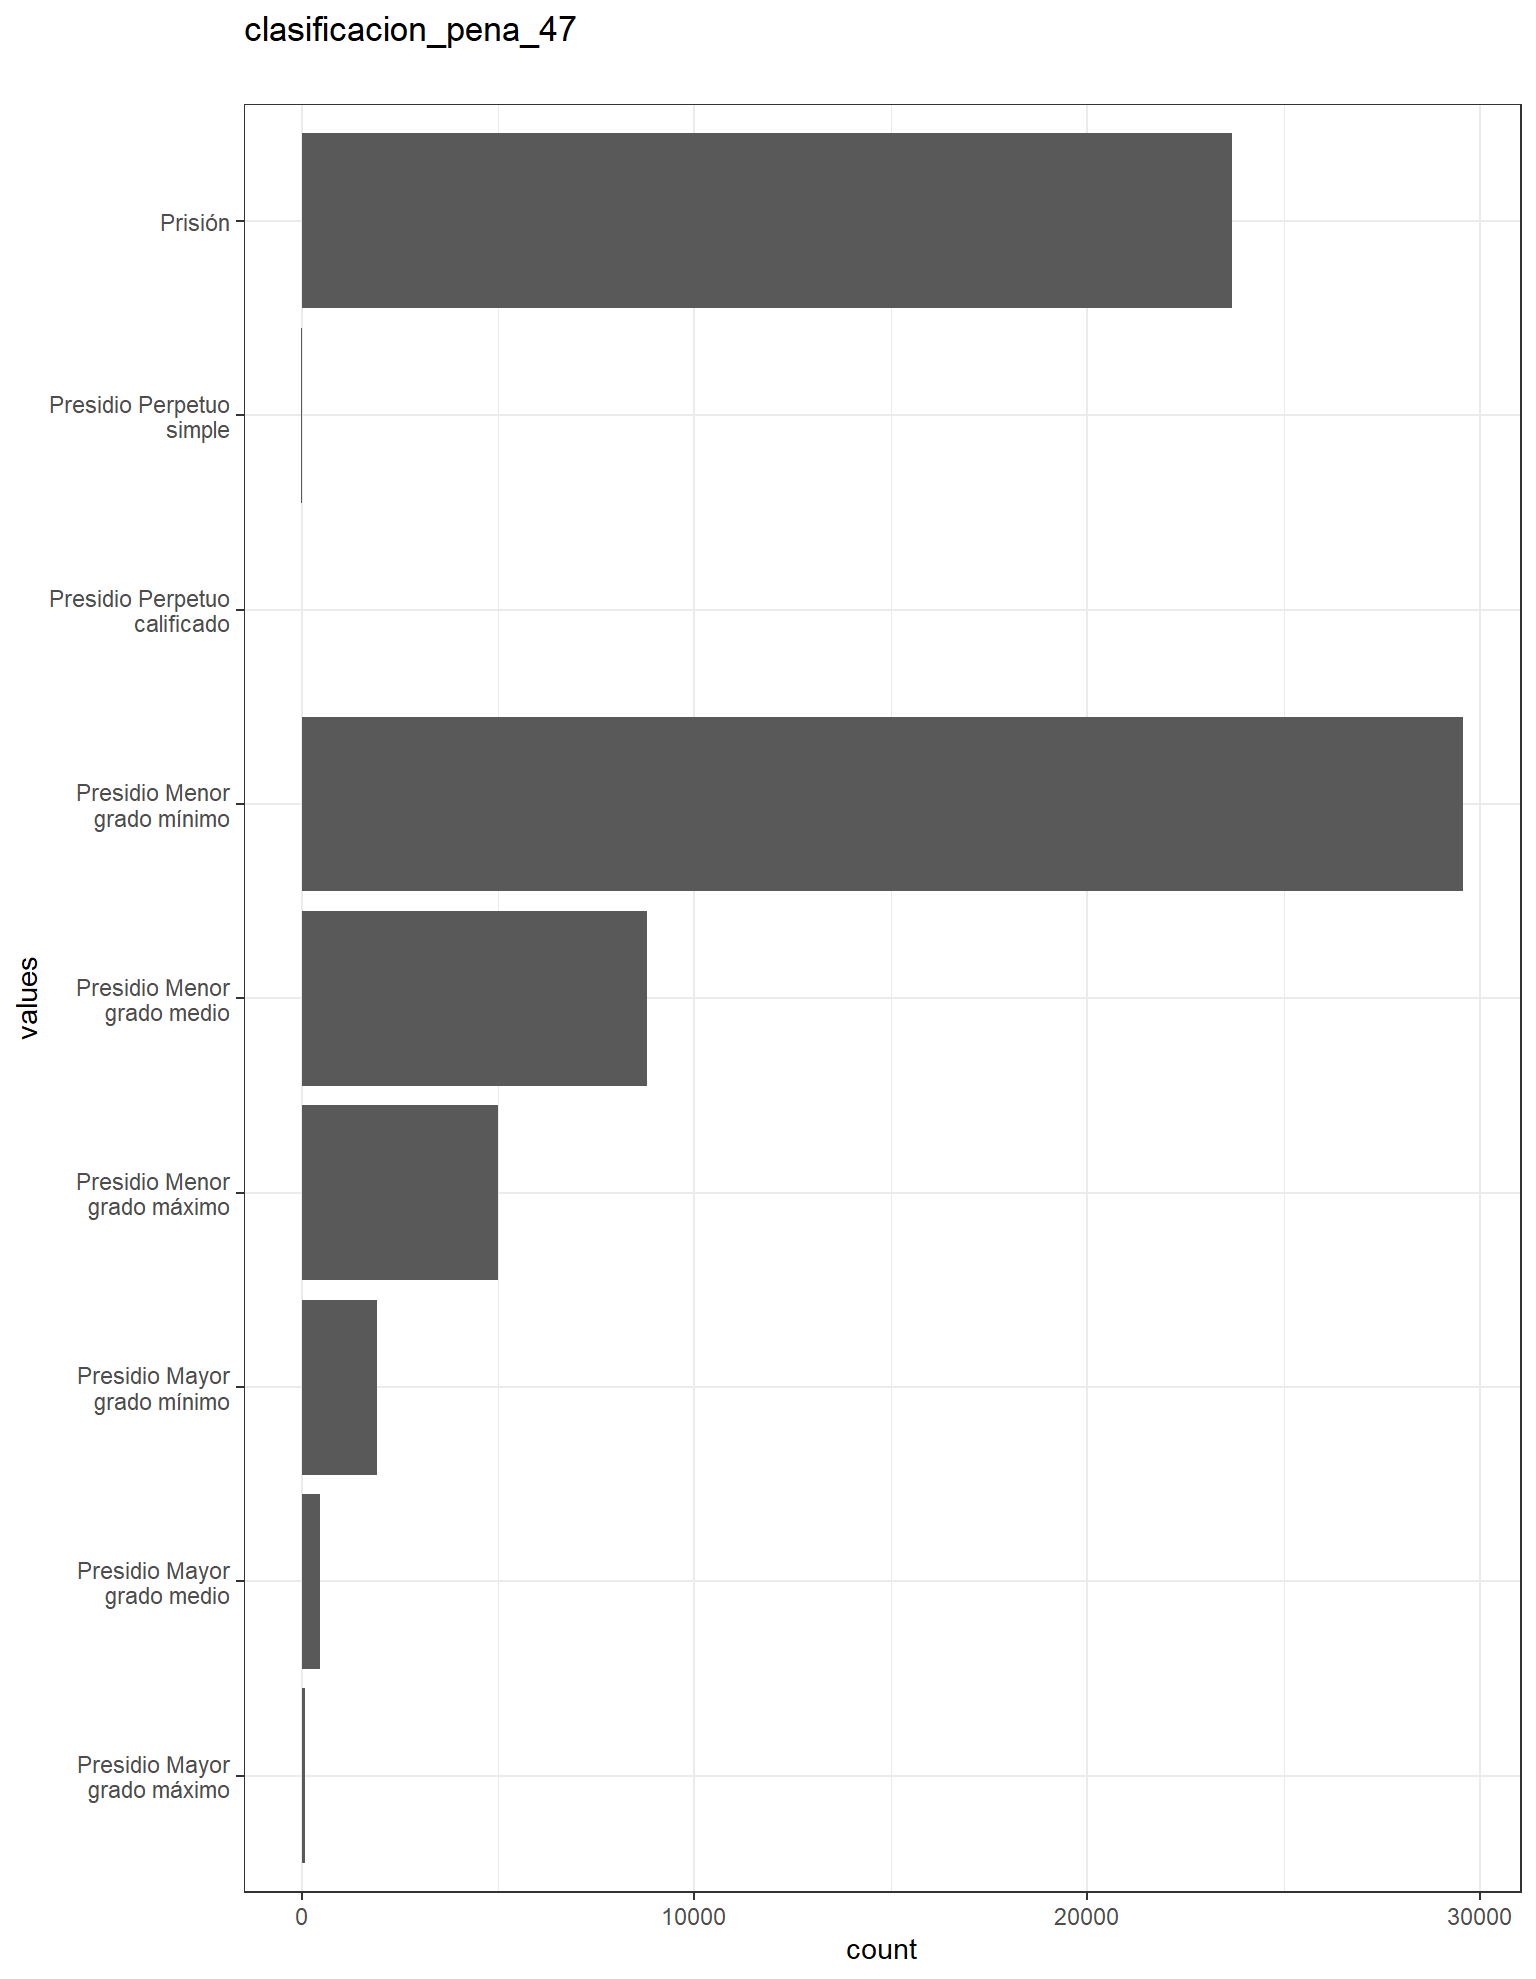 clasificacion_pena_47
Prisión
Presidio Perpetuo
simple
Presidio Perpetuo
calificado
Presidio Menor
grado mínimo
Presidio Menor
grado medio
Presidio Menor
grado máximo
Presidio Mayor
grado mínimo
Presidio Mayor
grado medio
Presidio Mayor
grado máximo
values
0 10000 20000 30000
count